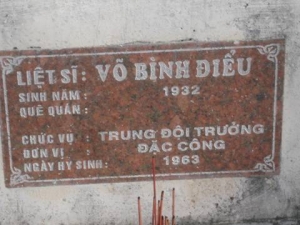 LIỆT SĨ: VÕ BÌNH ĐIỂU
SINH NĂM : 1932
QUÊ QUÁN :
CHỨC VỤ : TRUNG ĐỘI TRƯỞNG
ĐƠN VỊ : ĐẶC CÔNG
NGÀY HY SINH: 1963